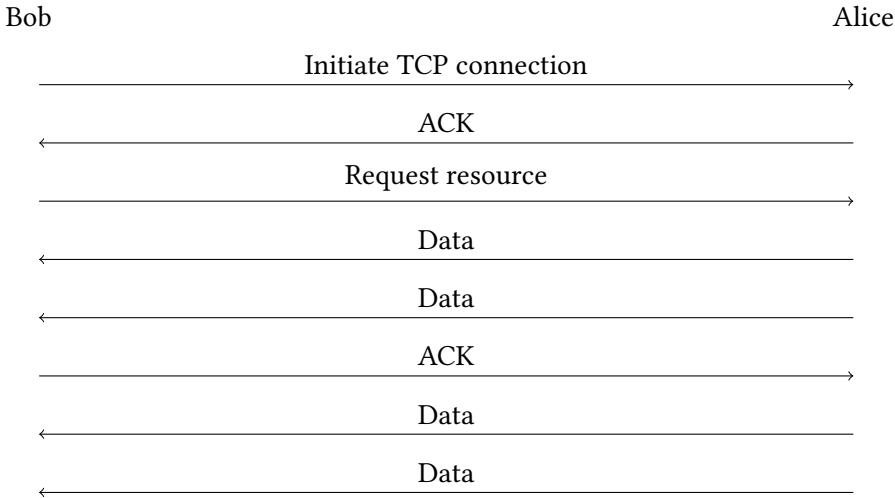 Bob Alice
Initiate TCP connection
ACK
Request resource
Data
Data
ACK
Data
Data